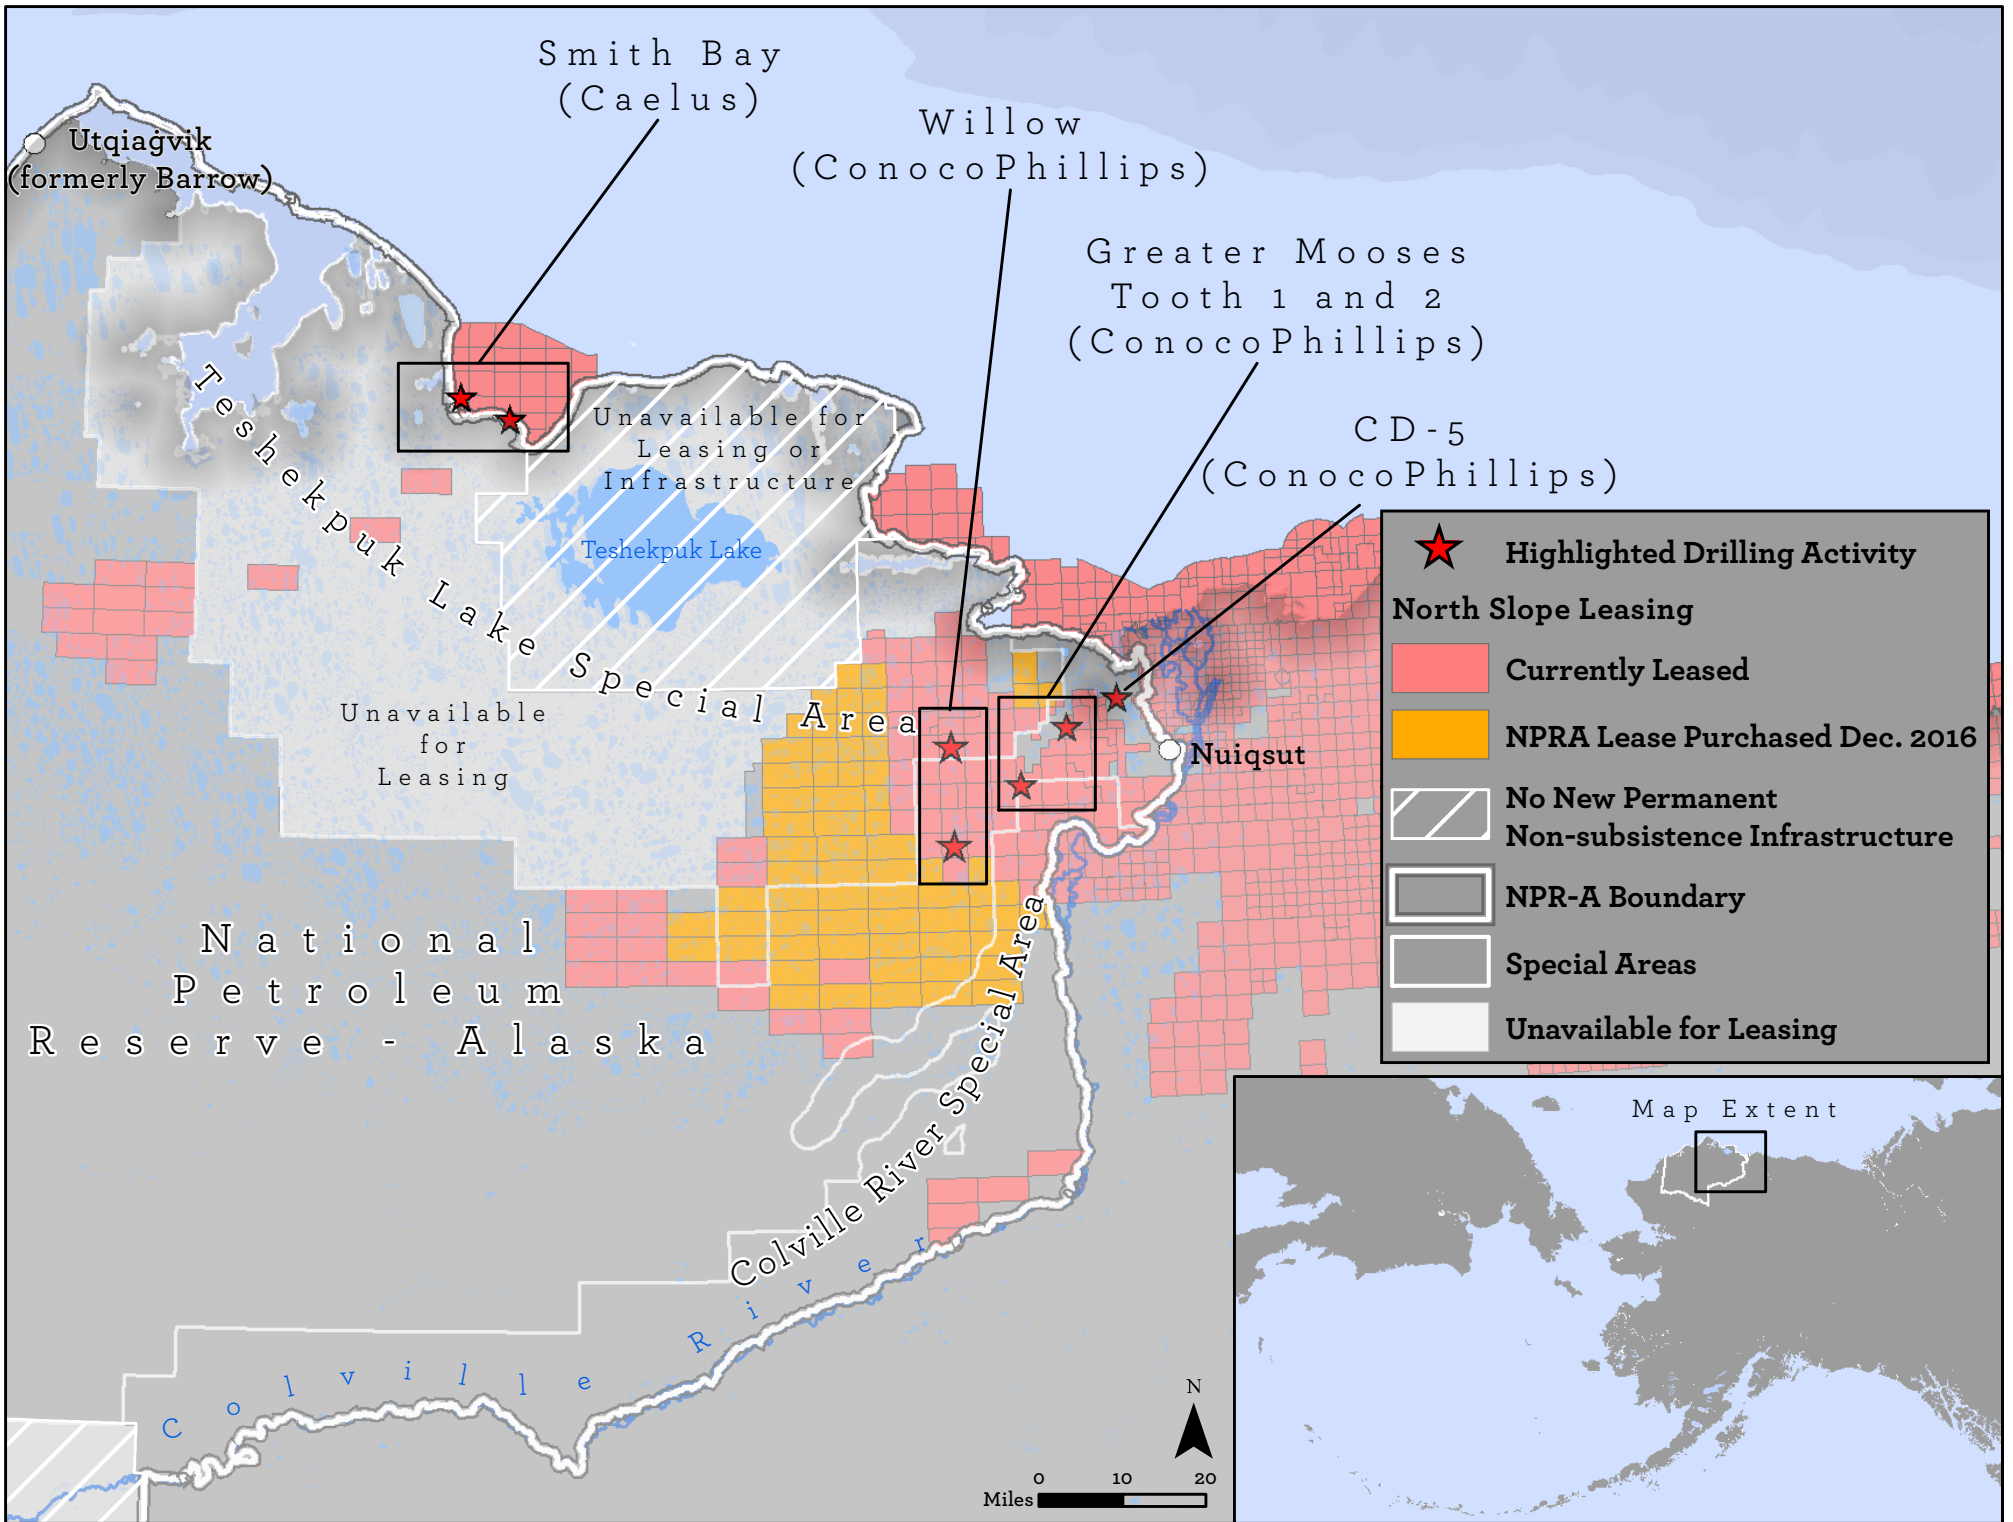 Smith Bay
(Caelus)
Willow
(ConocoPhillips)
Utqiaġvik
(formerly Barrow)
Greater Mooses
Tooth 1 and 2
(ConocoPhillips)
CD-5
(ConocoPhillips)
Unavailable for
Leasing or
Infrastructure
Teshekpuk Lake
Teshekpuk Lake Special Area
Unavailable
for
Leasing
Nuiqsut
National
Petroleum
Reserve - Alaska
Colville River Special Area
Colville River
Highlighted Drilling Activity
North Slope Leasing
Currently Leased
NPRA Lease Purchased Dec. 2016
No New Permanent
Non-subsistence Infrastructure
NPR-A Boundary
Special Areas
Unavailable for Leasing
Map Extent
N
0 10 20
Miles